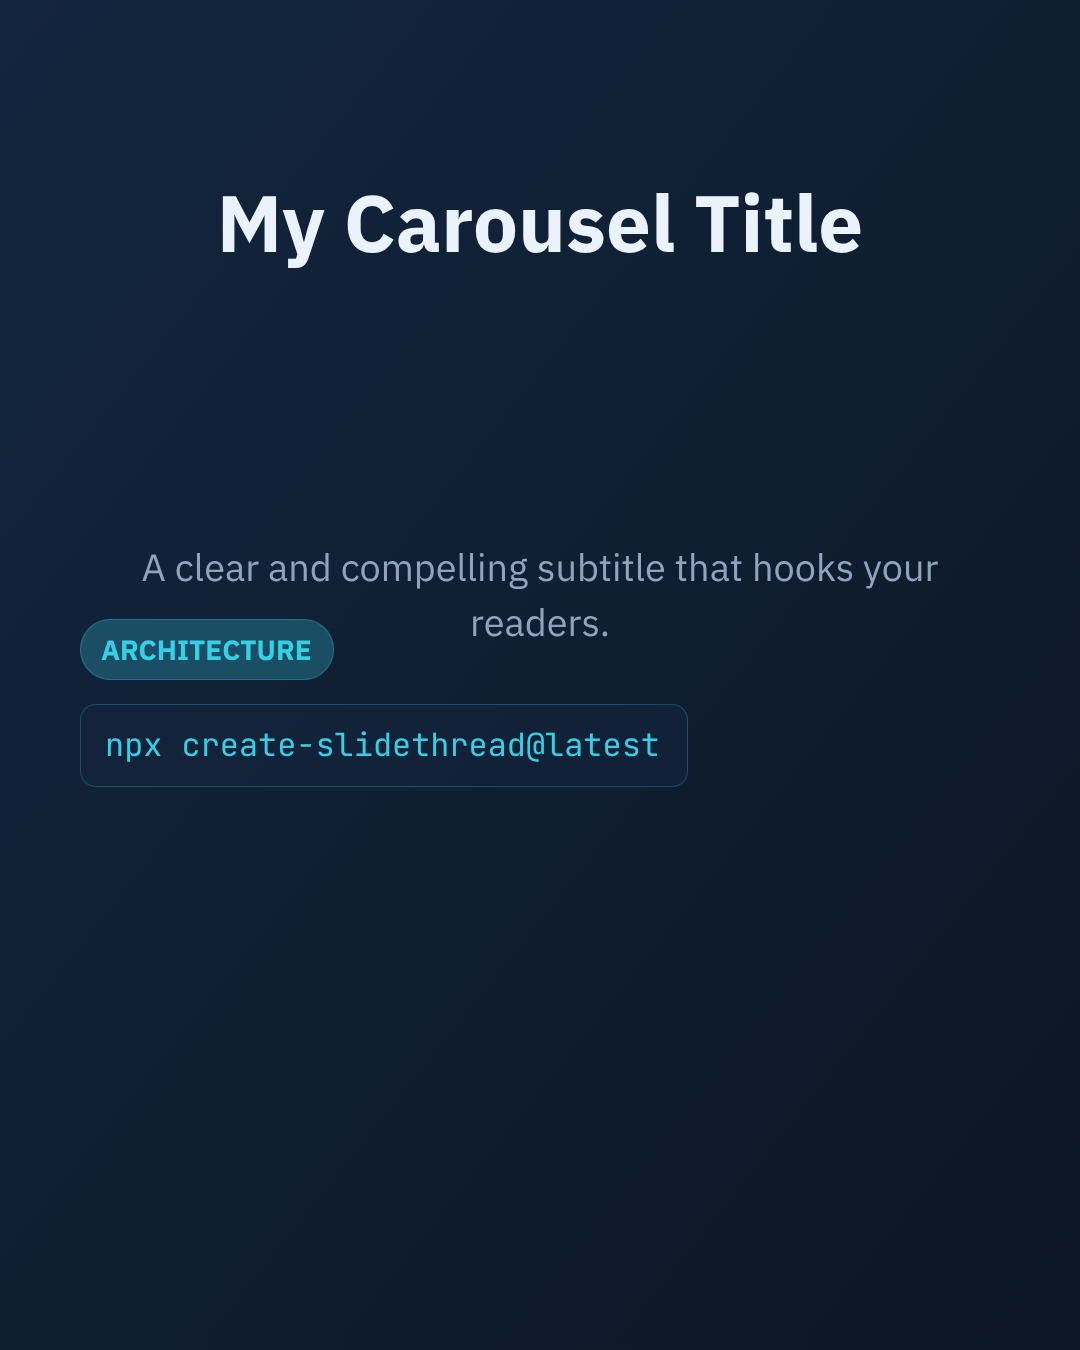 My Carousel Title
A clear and compelling subtitle that hooks your
readers.
ARCHITECTURE
npx create-slidethread@latest